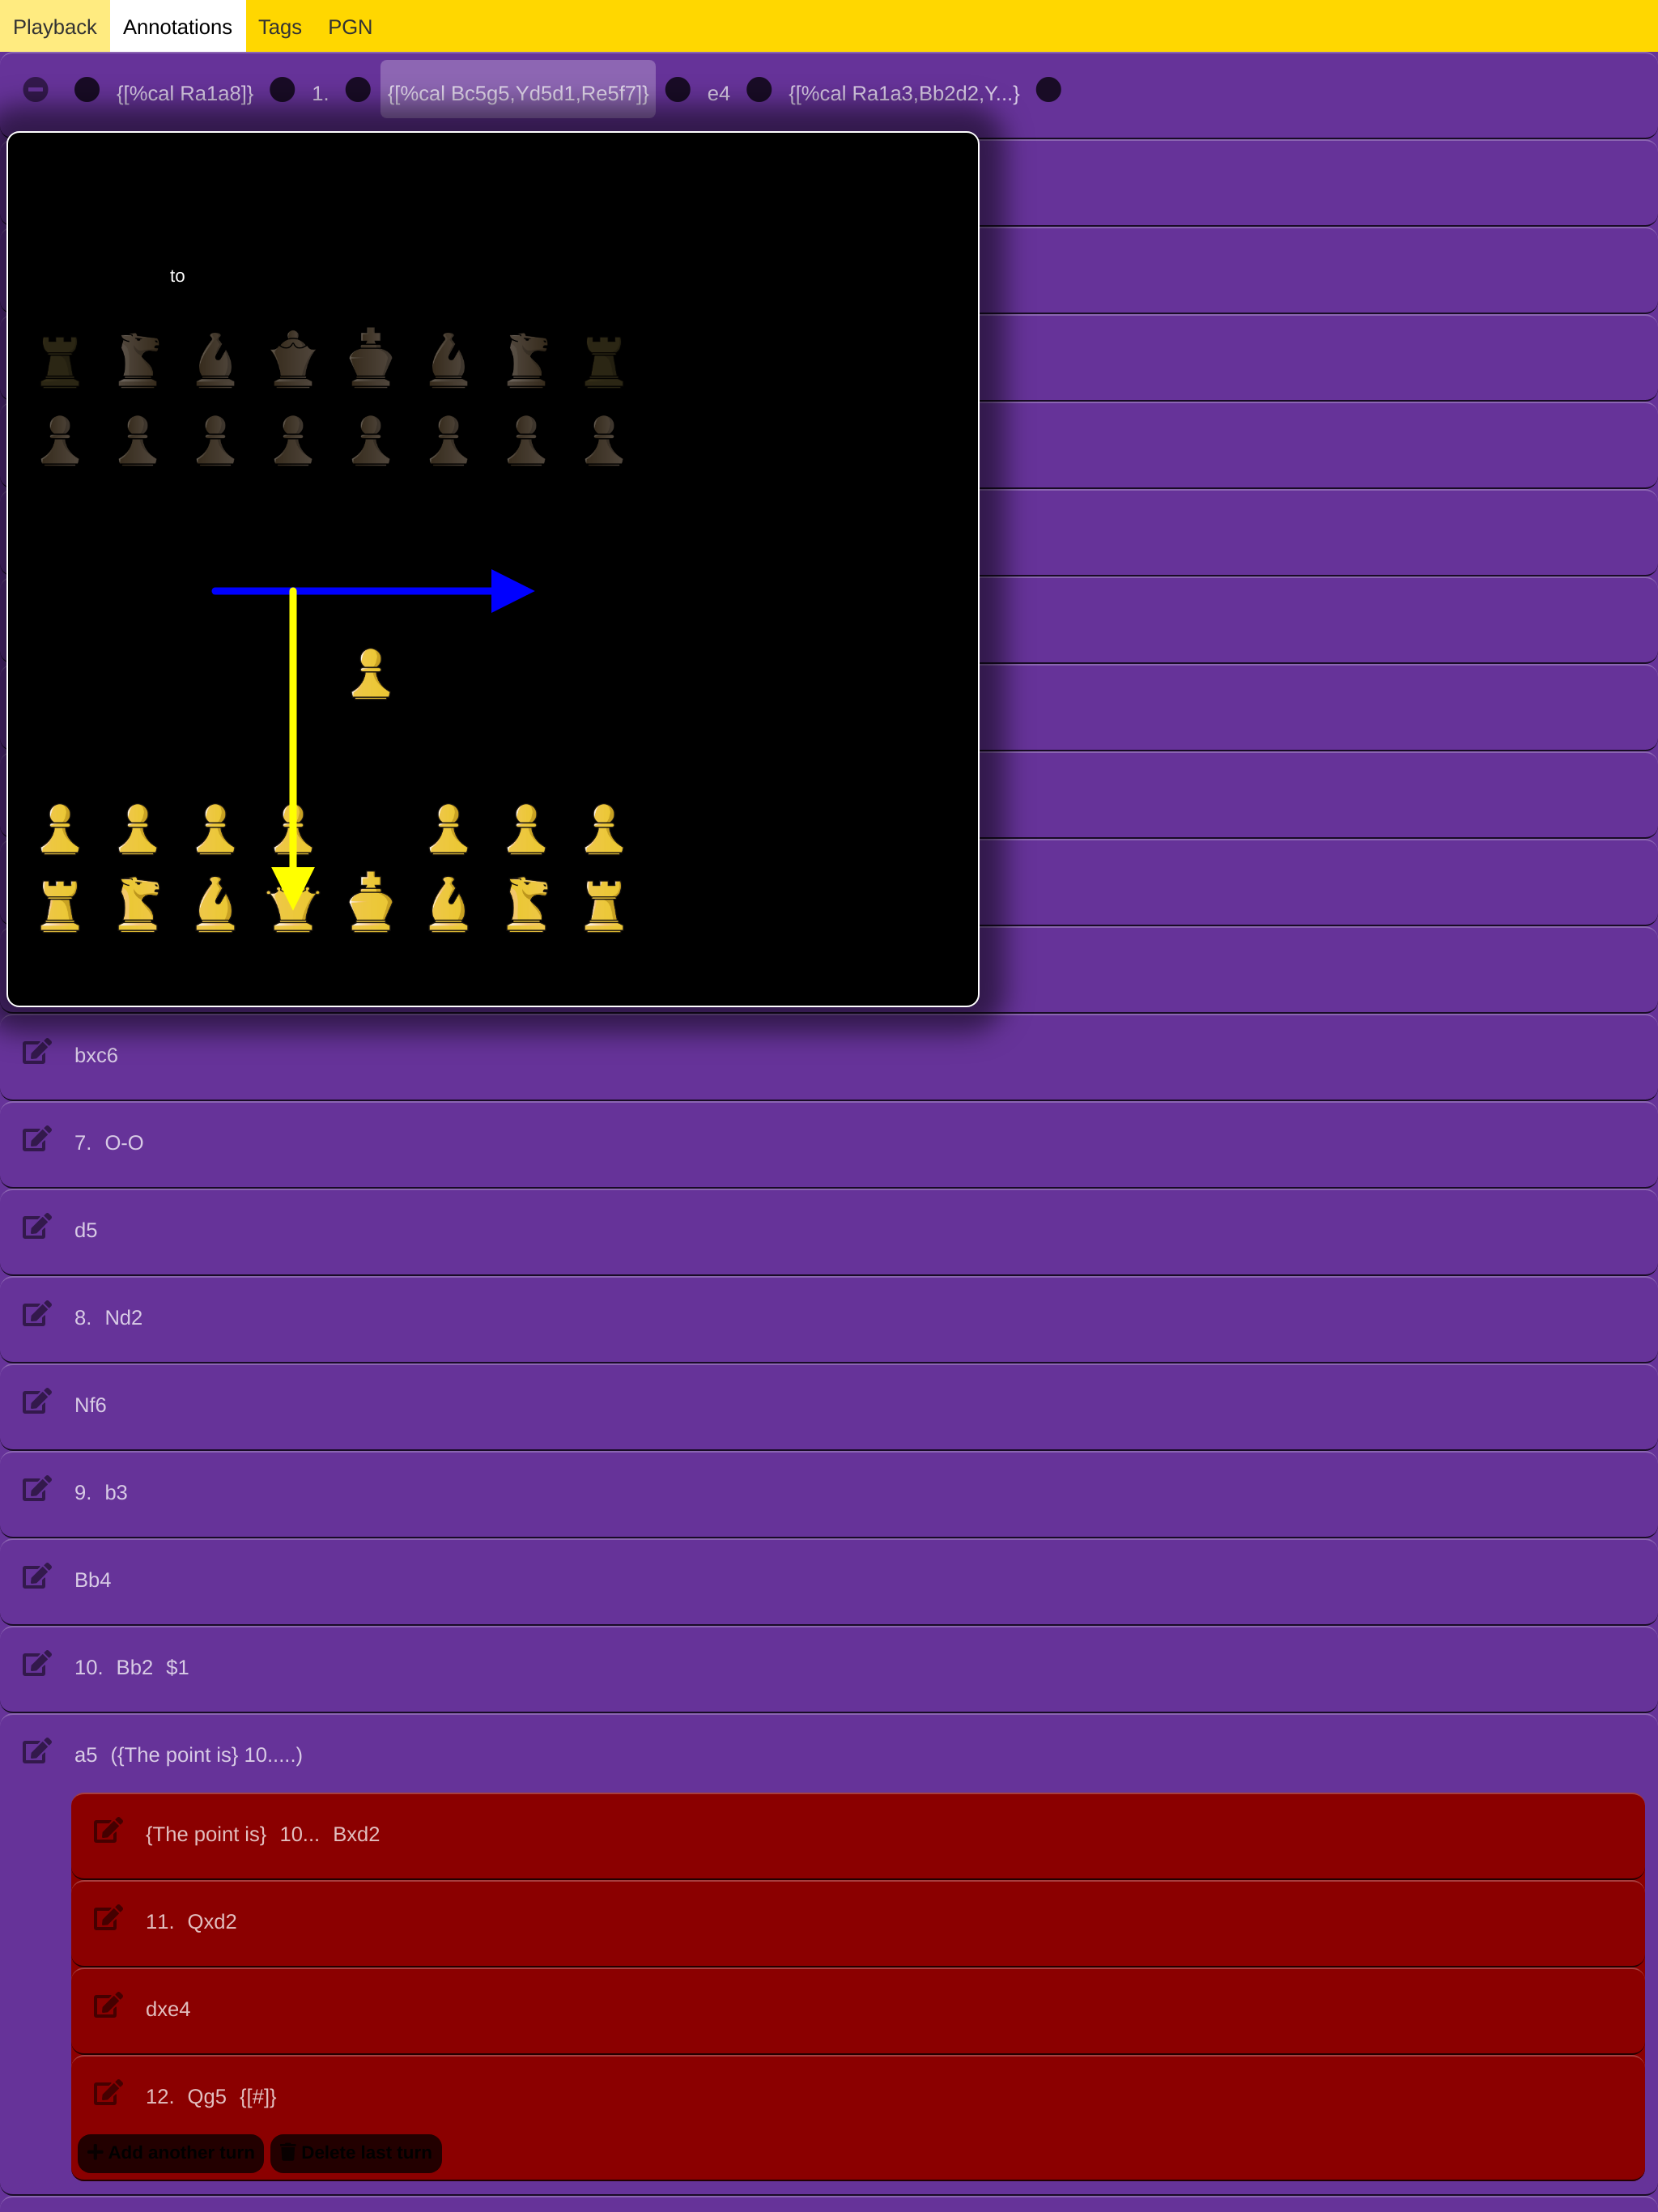 Playback Annotations Tags PGN
{[%cal Ra1a8]} 1. {[%cal Bc5g5,Yd5d1,Re5f7]} e4 {[%cal Ra1a3,Bb2d2,Y...}
to
bxc6
7. O-O
d5
8. Nd2
Nf6
9. b3
Bb4
10. Bb2 $1
a5 ({The point is} 10.....)
{The point is} 10... Bxd2
11. Qxd2
dxe4
12. Qg5 {[#]}
Add another turn Delete last turn